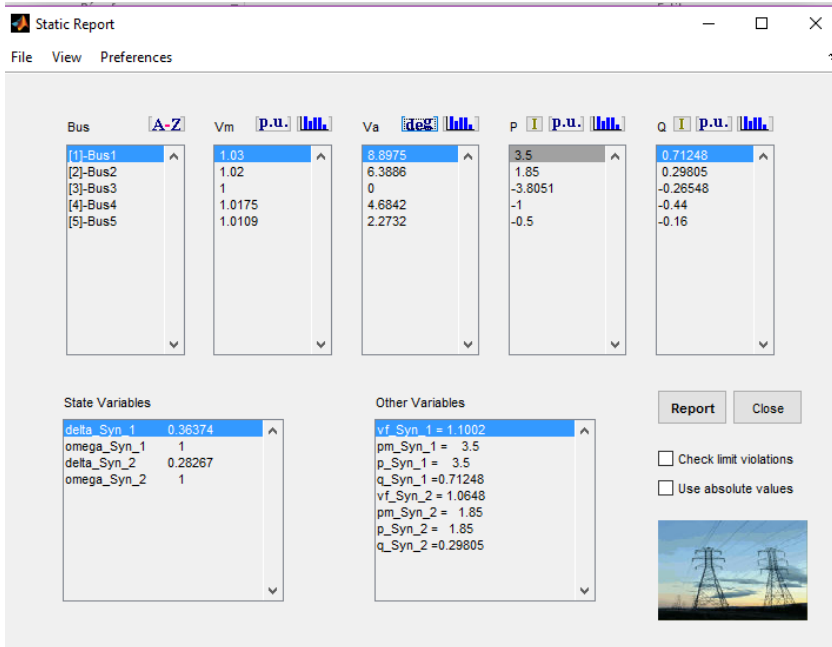 Static Report
File View Preferences
Bus A-Z Vm p.u. Va deg P I p.u. Q I p.u.
[1]-Bus1 1.03 8.8975 3.5 0.71248
[2]-Bus2 1.02 6.3886 1.85 0.29805
[3]-Bus3 1 0 -3.8051 -0.26548
[4]-Bus4 1.0175 4.6842 -1 -0.44
[5]-Bus5 1.0109 2.2732 -0.5 -0.16
State Variables
delta_Syn_1 0.36374
omega_Syn_1 1
delta_Syn_2 0.28267
omega_Syn_2 1
Other Variables
vf_Syn_1 = 1.1002
pm_Syn_1 = 3.5
p_Syn_1 = 3.5
q_Syn_1 =0.71248
vf_Syn_2 = 1.0648
pm_Syn_2 = 1.85
p_Syn_2 = 1.85
q_Syn_2 =0.29805
Report Close
Check limit violations
Use absolute values